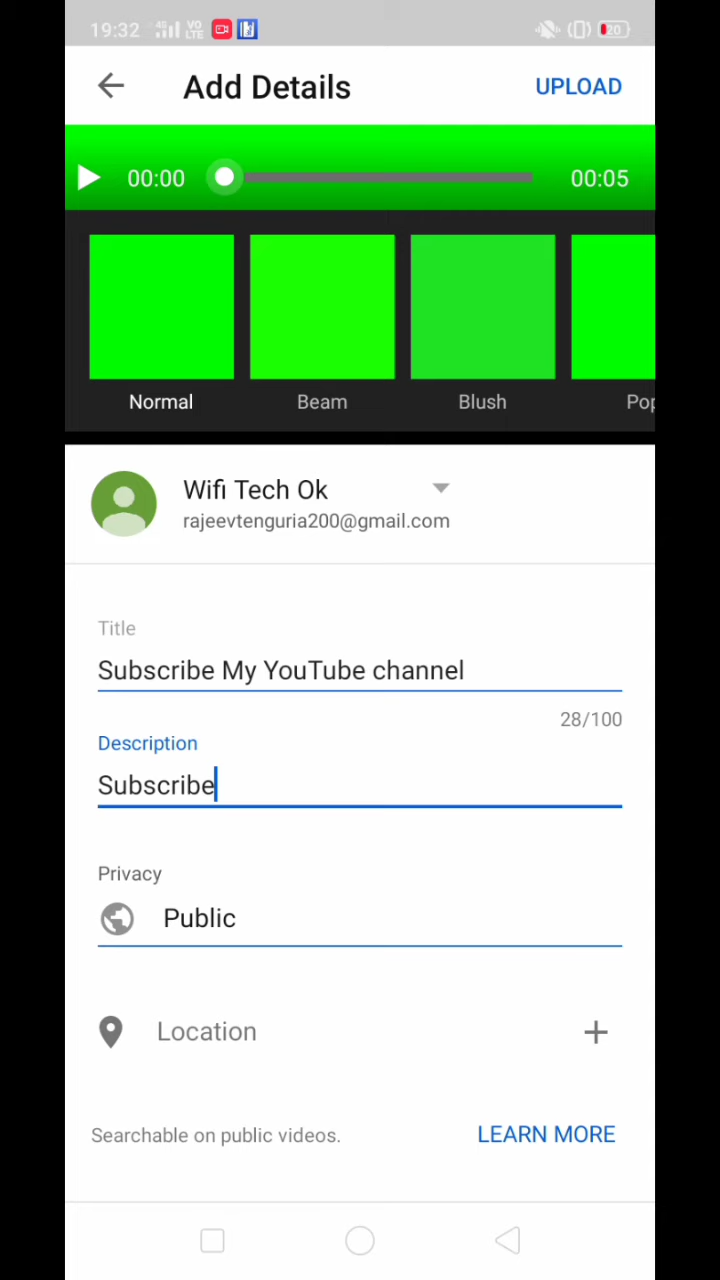 19:32
Add Details UPLOAD
00:00 00:05
Normal Beam Blush Pop
Wifi Tech Ok
rajeevtenguria200@gmail.com
Title
Subscribe My YouTube channel
28/100
Description
Subscribe
Privacy
Public
Location
Searchable on public videos. LEARN MORE